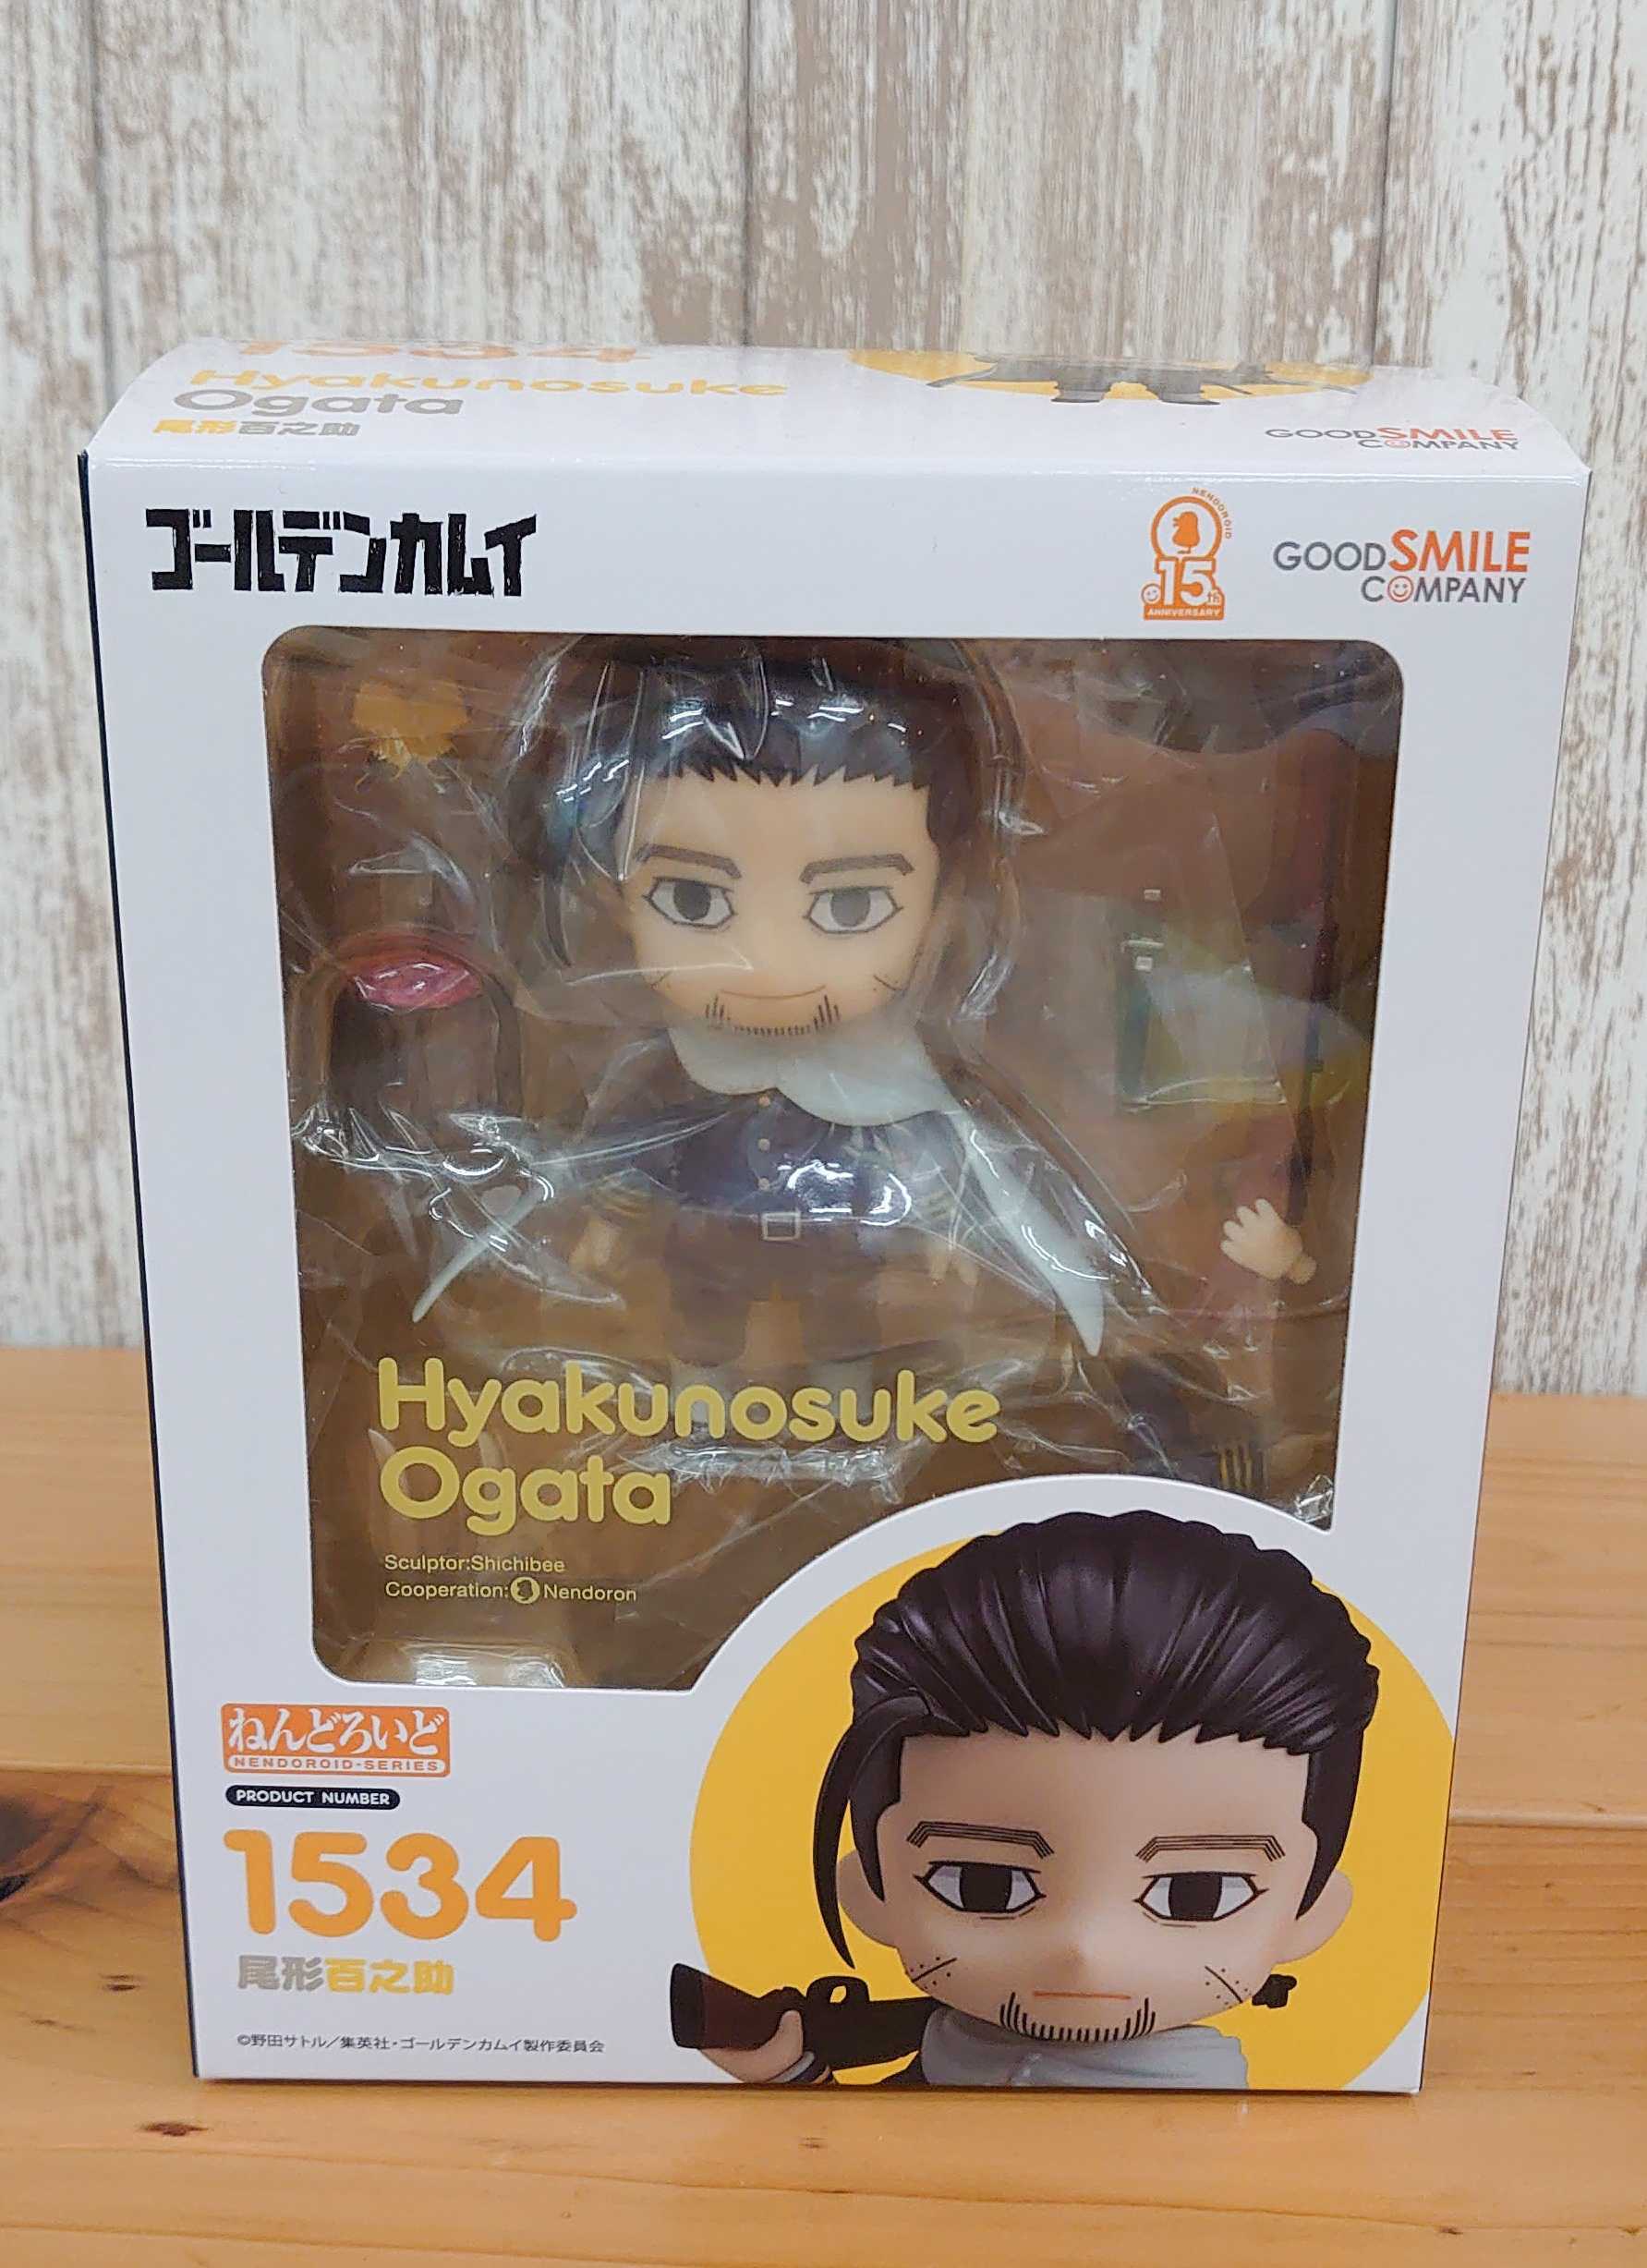 1534
Hyakunosuke
Ogata
尾形百之助
GOOD SMILE
COMPANY
ゴールデンカムイ
NENDOROID
15th
ANNIVERSARY
GOOD SMILE
COMPANY
Hyakunosuke
Ogata
Sculptor:Shichibee
Cooperation: Nendoron
ねんどろいど
NENDOROID-SERIES
PRODUCT NUMBER
1534
尾形百之助
©野田サトル／集英社・ゴールデンカムイ製作委員会